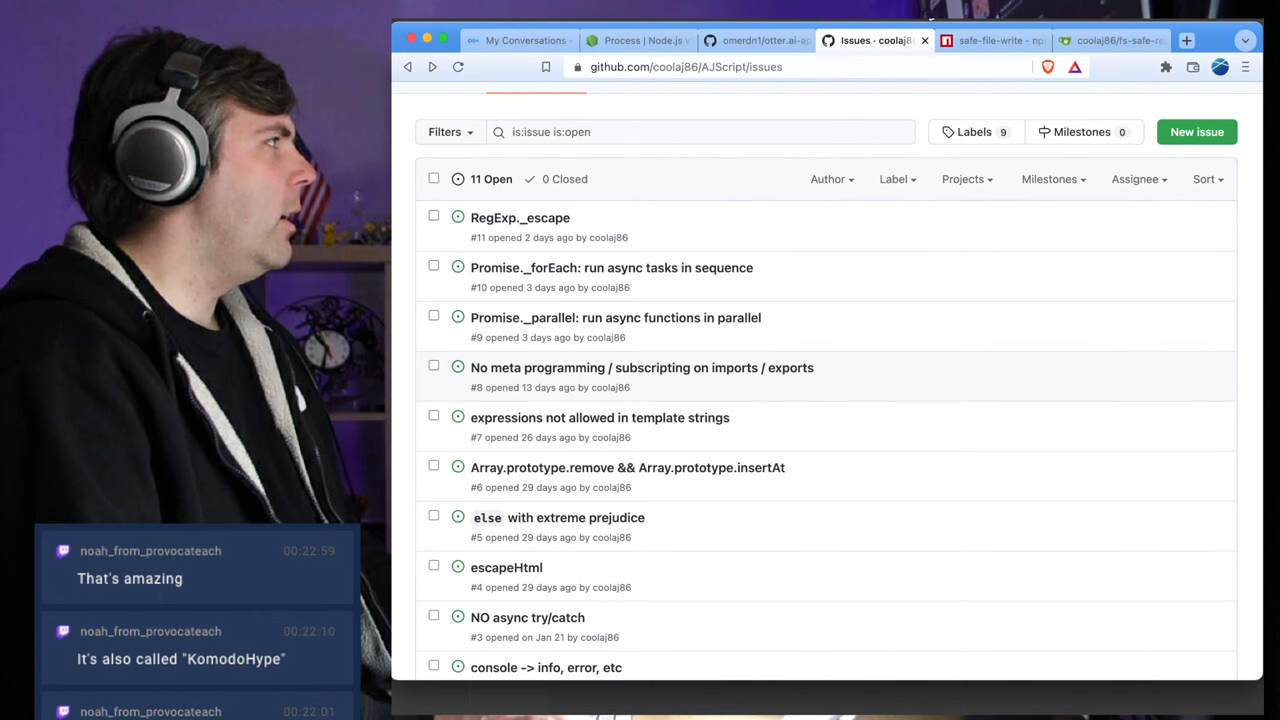 My Conversations -
Process | Node.js v
omerdn1/otter.ai-ap
Issues · coolaj8
safe-file-write - npm
coolaj86/fs-safe-re
github.com/coolaj86/AJScript/issues
Filters
is:issue is:open
Labels 9
Milestones 0
New issue
11 Open
0 Closed
Author
Label
Projects
Milestones
Assignee
Sort
RegExp._escape
#11 opened 2 days ago by coolaj86
Promise._forEach: run async tasks in sequence
#10 opened 3 days ago by coolaj86
Promise._parallel: run async functions in parallel
#9 opened 3 days ago by coolaj86
No meta programming / subscripting on imports / exports
#8 opened 13 days ago by coolaj86
expressions not allowed in template strings
#7 opened 26 days ago by coolaj86
Array.prototype.remove && Array.prototype.insertAt
#6 opened 29 days ago by coolaj86
else with extreme prejudice
#5 opened 29 days ago by coolaj86
escapeHtml
#4 opened 29 days ago by coolaj86
NO async try/catch
#3 opened on Jan 21 by coolaj86
console -> info, error, etc
noah_from_provocateach 00:22:59
That's amazing
noah_from_provocateach 00:22:10
It's also called "KomodoHype"
noah_from_provocateach 00:22:01